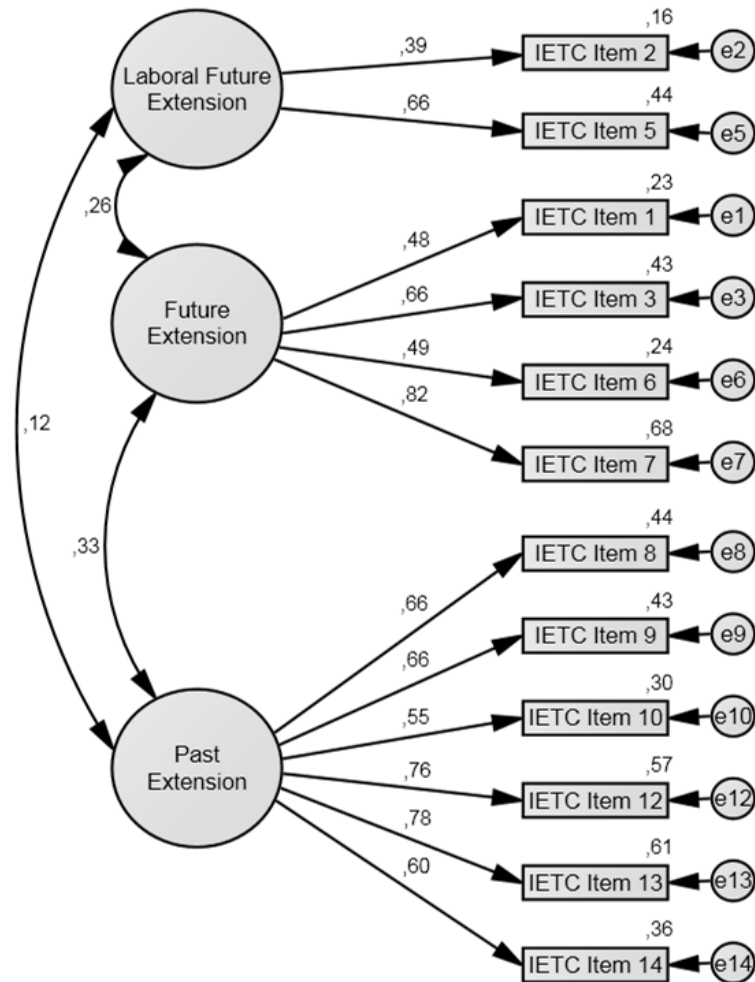 ,16
,39
IETC Item 2
e2
Laboral Future
Extension
,44
,66
IETC Item 5
e5
,26
,23
,48
IETC Item 1
e1
,43
,66
IETC Item 3
e3
Future
Extension
,24
,49
IETC Item 6
e6
,82
,68
IETC Item 7
e7
,12
,33
,44
,66
IETC Item 8
e8
,43
,66
IETC Item 9
e9
,30
,55
IETC Item 10
e10
Past
Extension
,57
,76
IETC Item 12
e12
,78
,61
IETC Item 13
e13
,60
,36
IETC Item 14
e14